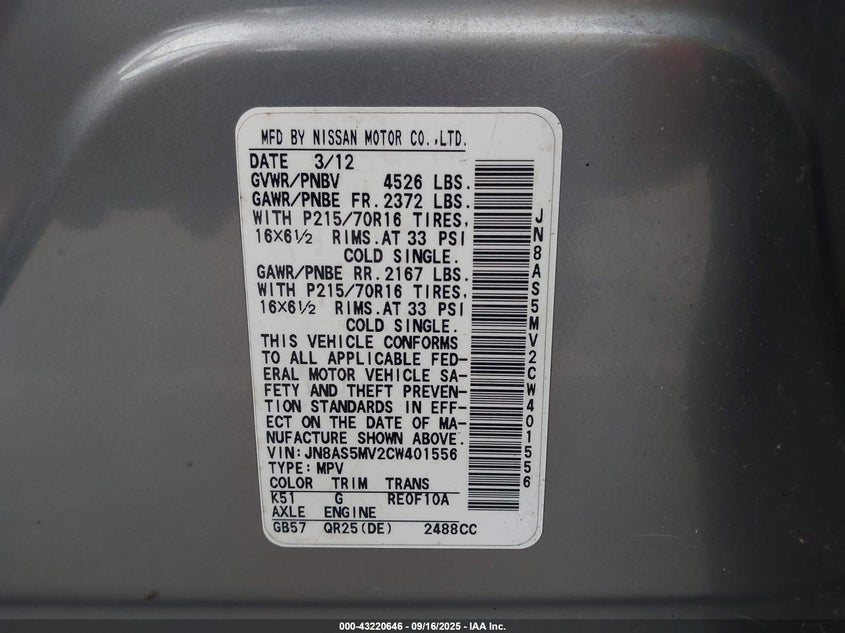 MFD BY NISSAN MOTOR CO.,LTD.
DATE 3/12
GVWR/PNBV 4526 LBS.
GAWR/PNBE FR. 2372 LBS.
WITH P215/70R16 TIRES,
16X6½ RIMS.AT 33 PSI
COLD SINGLE.
GAWR/PNBE RR. 2167 LBS.
WITH P215/70R16 TIRES,
16X6½ RIMS.AT 33 PSI
COLD SINGLE.
THIS VEHICLE CONFORMS
TO ALL APPLICABLE FED-
ERAL MOTOR VEHICLE SA-
FETY AND THEFT PREVEN-
TION STANDARDS IN EFF-
ECT ON THE DATE OF MA-
NUFACTURE SHOWN ABOVE.
VIN:JN8AS5MV2CW401556
TYPE:MPV
COLOR TRIM TRANS
K51 G RE0F10A
AXLE ENGINE
GB57 QR25(DE) 2488CC
JN8AS5MV2CW401556
000-43220646 - 09/16/2025 - IAA Inc.